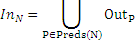 In_N = ⋃_{P∈Preds(N)} Out_P